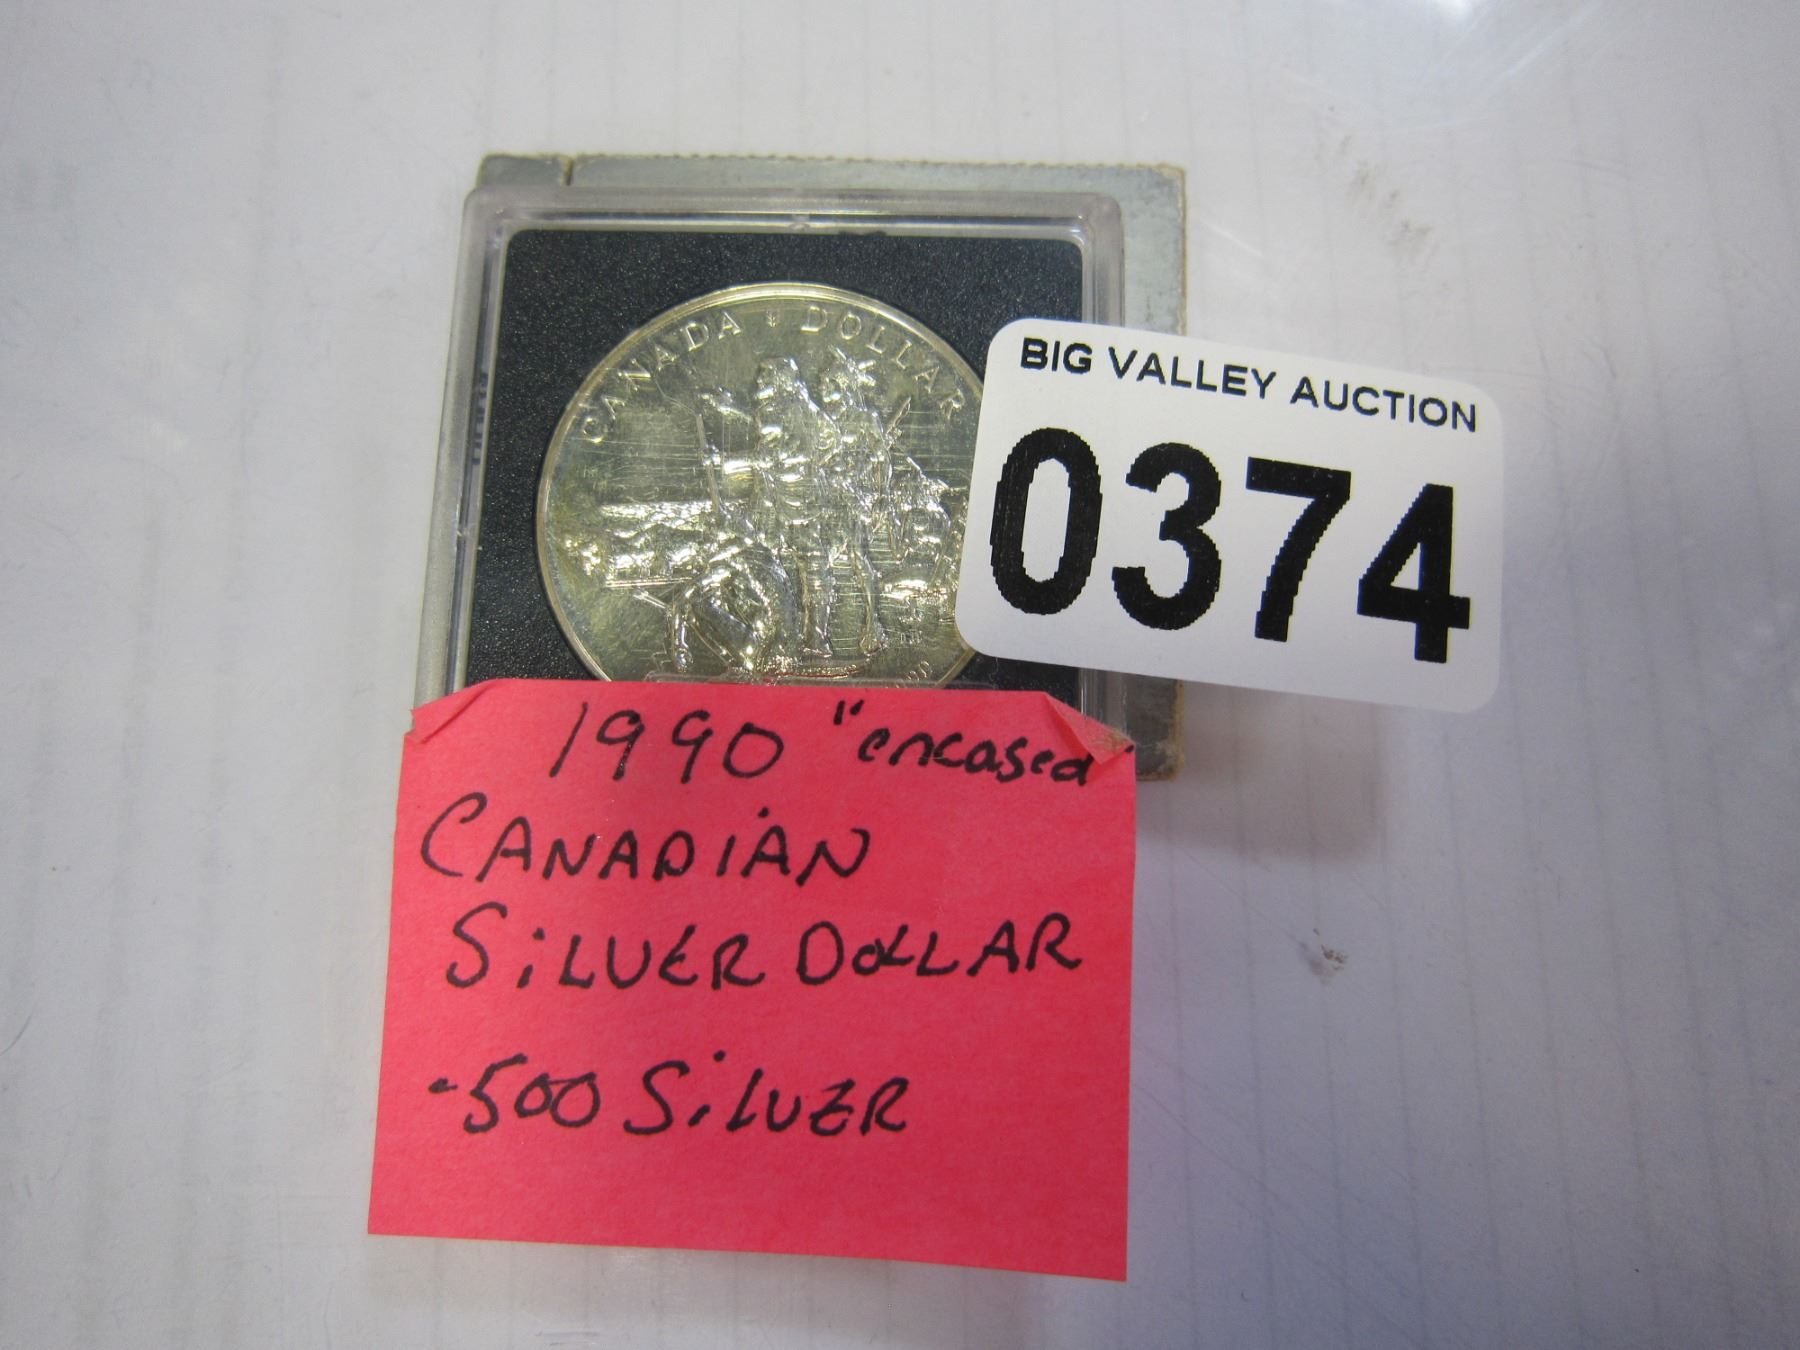 CANADA DOLLAR
BIG VALLEY AUCTION
0374
1990 "encased
CANADIAN
SILVER DOLLAR
.500 SILVER